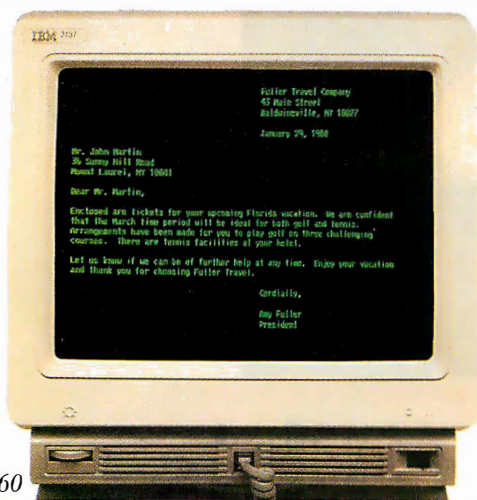 IBM 3151
Fuller Travel Company
43 Main Street
Baldwinsville, NY 10027
January 29, 1988
Mr. John Martin
36 Sunny Hill Road
Mount Laurel, NY 10081
Dear Mr. Martin,
Enclosed are tickets for your upcoming Florida vacation. We are confident
that the March time period will be ideal for both golf and tennis.
Arrangements have been made for you to play golf on three challenging
courses. There are tennis facilities at your hotel.
Let us know if we can be of further help at any time. Enjoy your vacation
and thank you for choosing Fuller Travel.
Cordially,
Amy Fuller
President
60